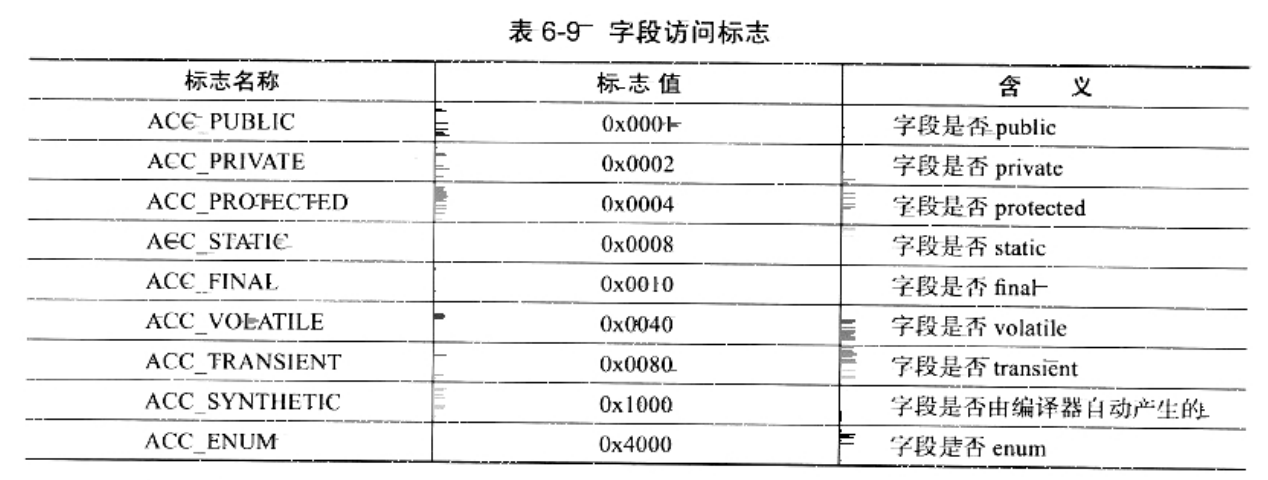 表 6-9 字段访问标志
标志名称 标志值 含 义
ACC_PUBLIC 0x0001 字段是否 public
ACC_PRIVATE 0x0002 字段是否 private
ACC_PROTECTED 0x0004 字段是否 protected
ACC_STATIC 0x0008 字段是否 static
ACC_FINAL 0x0010 字段是否 final
ACC_VOLATILE 0x0040 字段是否 volatile
ACC_TRANSIENT 0x0080 字段是否 transient
ACC_SYNTHETIC 0x1000 字段是否由编译器自动产生的
ACC_ENUM 0x4000 字段是否 enum